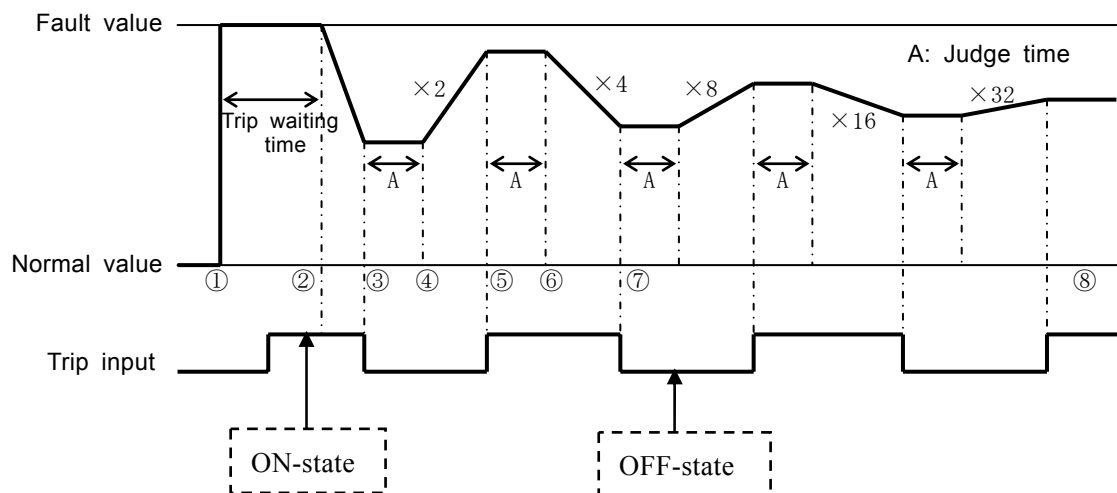 Fault value
A: Judge time
×2
×4
×8
×16
×32
Trip waiting
time
A
A
A
A
A
Normal value
① ② ③ ④ ⑤ ⑥ ⑦ ⑧
Trip input
ON-state
OFF-state